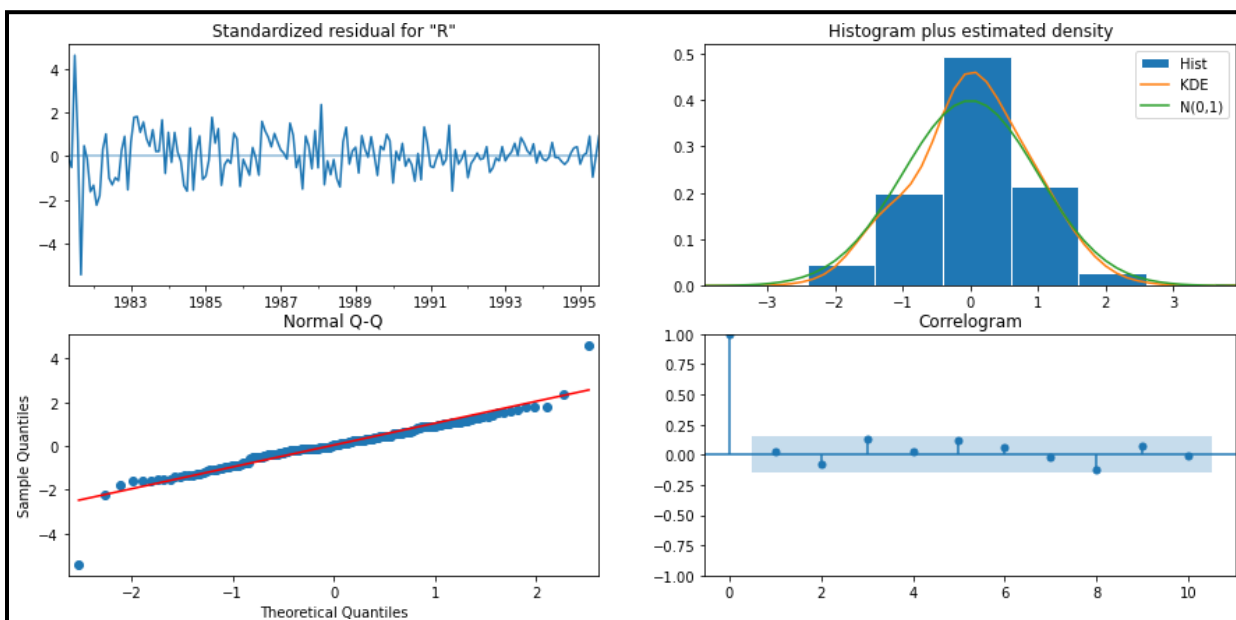 Standardized residual for "R"
4
2
0
−2
−4
1983 1985 1987 1989 1991 1993 1995
Histogram plus estimated density
0.5
0.4
0.3
0.2
0.1
0.0
Hist
KDE
N(0,1)
−3 −2 −1 0 1 2 3
Normal Q-Q
Sample Quantiles
4
2
0
−2
−4
−2 −1 0 1 2
Theoretical Quantiles
Correlogram
1.00
0.75
0.50
0.25
0.00
−0.25
−0.50
−0.75
−1.00
0 2 4 6 8 10